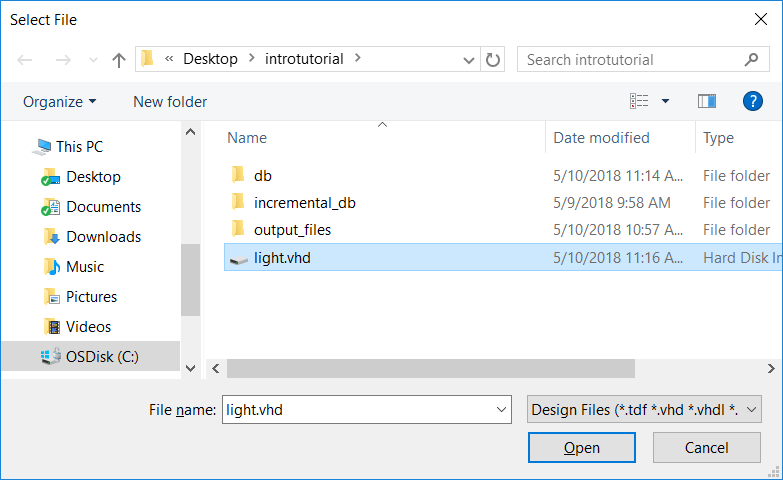 Select File
« Desktop > introtutorial >
Search introtutorial
Organize New folder
?
This PC
Desktop
Documents
Downloads
Music
Pictures
Videos
OSDisk (C:)
Name Date modified Type
db 5/10/2018 11:14 A... File folder
incremental_db 5/9/2018 9:58 AM File folder
output_files 5/10/2018 10:57 A... File folder
light.vhd 5/10/2018 11:16 A... Hard Disk In
File name: light.vhd Design Files (*.tdf *.vhd *.vhdl *.
Open Cancel